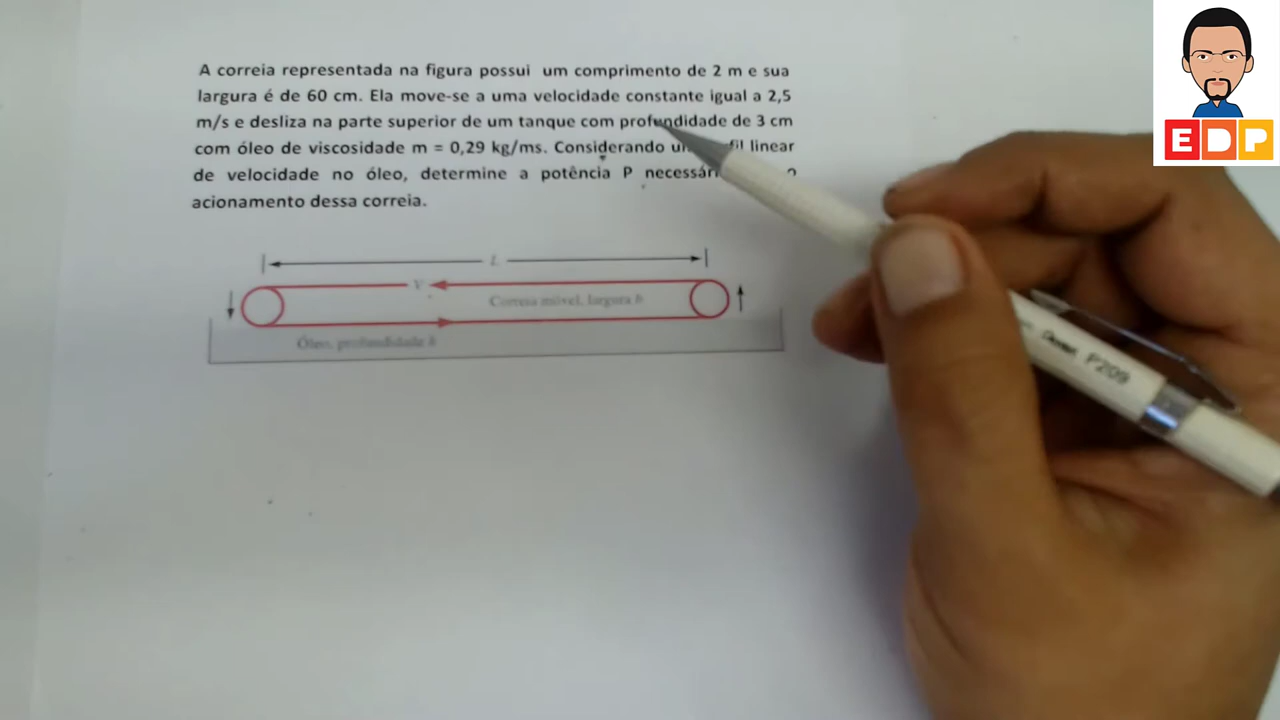 A correia representada na figura possui um comprimento de 2 m e sua
largura é de 60 cm. Ela move-se a uma velocidade constante igual a 2,5
m/s e desliza na parte superior de um tanque com profundidade de 3 cm
com óleo de viscosidade m = 0,29 kg/ms. Considerando linear
de velocidade no óleo, determine a potência P
acionamento dessa correia.
L
V
Correia móvel, largura b
Óleo, profundidade h
P209
EDP